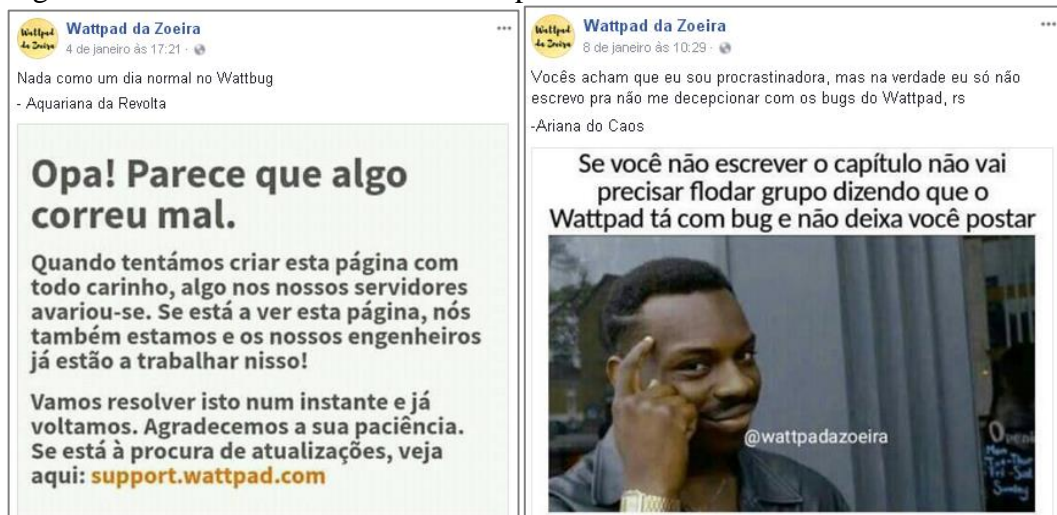 Wattpad da Zoeira
4 de janeiro às 17:21 ·
Nada como um dia normal no Wattbug
- Aquariana da Revolta
Opa! Parece que algo
correu mal.
Quando tentámos criar esta página com
todo carinho, algo nos nossos servidores
avariou-se. Se está a ver esta página, nós
também estamos e os nossos engenheiros
já estão a trabalhar nisso!
Vamos resolver isto num instante e já
voltamos. Agradecemos a sua paciência.
Se está à procura de atualizações, veja
aqui: support.wattpad.com
Wattpad da Zoeira
8 de janeiro às 10:29 ·
Vocês acham que eu sou procrastinadora, mas na verdade eu só não
escrevo pra não me decepcionar com os bugs do Wattpad, rs
-Ariana do Caos
Se você não escrever o capítulo não vai
precisar flodar grupo dizendo que o
Wattpad tá com bug e não deixa você postar
@wattpadazoeira